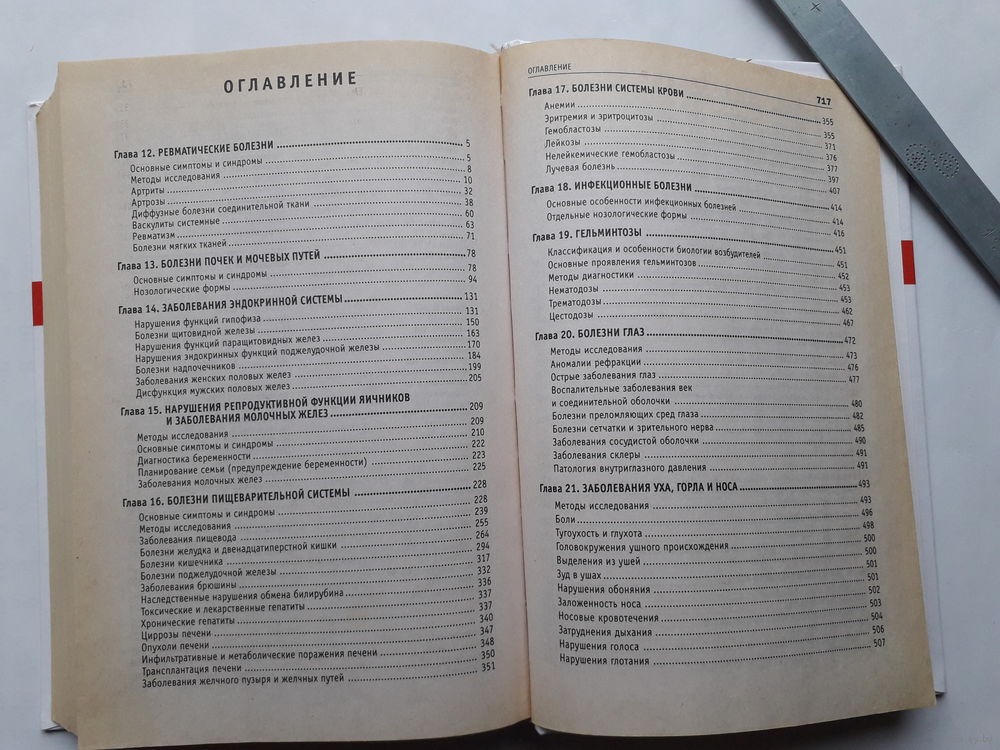 ОГЛАВЛЕНИЕ
Глава 12. РЕВМАТИЧЕСКИЕ БОЛЕЗНИ 5
Основные симптомы и синдромы 5
Методы исследования 8
Артриты 10
Артрозы 32
Диффузные болезни соединительной ткани 38
Васкулиты системные 60
Ревматизм 63
Болезни мягких тканей 71
Глава 13. БОЛЕЗНИ ПОЧЕК И МОЧЕВЫХ ПУТЕЙ 78
Основные симптомы и синдромы 78
Нозологические формы 94
Глава 14. ЗАБОЛЕВАНИЯ ЭНДОКРИННОЙ СИСТЕМЫ 131
Нарушения функций гипофиза 131
Болезни щитовидной железы 150
Нарушения функций паращитовидных желез 163
Нарушения эндокринных функций поджелудочной железы 170
Болезни надпочечников 184
Заболевания женских половых желез 199
Дисфункция мужских половых желез 205
Глава 15. НАРУШЕНИЯ РЕПРОДУКТИВНОЙ ФУНКЦИИ ЯИЧНИКОВ
И ЗАБОЛЕВАНИЯ МОЛОЧНЫХ ЖЕЛЕЗ 209
Методы исследования 209
Основные симптомы и синдромы 210
Диагностика беременности 222
Планирование семьи (предупреждение беременности) 223
Заболевания молочных желез 225
Глава 16. БОЛЕЗНИ ПИЩЕВАРИТЕЛЬНОЙ СИСТЕМЫ 228
Основные симптомы и синдромы 228
Методы исследования 239
Заболевания пищевода 255
Болезни желудка и двенадцатиперстной кишки 264
Болезни кишечника 294
Болезни поджелудочной железы 317
Заболевания брюшины 332
Наследственные нарушения обмена билирубина 336
Токсические и лекарственные гепатиты 337
Хронические гепатиты 337
Циррозы печени 340
Опухоли печени 347
Инфильтративные и метаболические поражения печени 348
Трансплантация печени 350
Заболевания желчного пузыря и желчных путей 351
ОГЛАВЛЕНИЕ 717
Глава 17. БОЛЕЗНИ СИСТЕМЫ КРОВИ 355
Анемии 355
Эритремия и эритроцитозы 371
Гемобластозы 376
Лейкозы 377
Нелейкемические гемобластозы 397
Лучевая болезнь 407
Глава 18. ИНФЕКЦИОННЫЕ БОЛЕЗНИ 414
Основные особенности инфекционных болезней 414
Отдельные нозологические формы 416
Глава 19. ГЕЛЬМИНТОЗЫ 451
Классификация и особенности биологии возбудителей 451
Основные проявления гельминтозов 452
Методы диагностики 453
Нематодозы 453
Трематодозы 462
Цестодозы 467
Глава 20. БОЛЕЗНИ ГЛАЗ 472
Методы исследования 473
Аномалии рефракции 476
Острые заболевания глаз 477
Воспалительные заболевания век
и соединительной оболочки 480
Болезни преломляющих сред глаза 482
Болезни сетчатки и зрительного нерва 485
Заболевания сосудистой оболочки 490
Заболевания склеры 491
Патология внутриглазного давления 491
Глава 21. ЗАБОЛЕВАНИЯ УХА, ГОРЛА И НОСА 493
Методы исследования 493
Боли 496
Тугоухость и глухота 498
Головокружения ушного происхождения 500
Выделения из ушей 500
Зуд в ушах 501
Нарушения обоняния 501
Заложенность носа 502
Носовые кровотечения 503
Затруднения дыхания 504
Нарушения голоса 506
Нарушения глотания 507